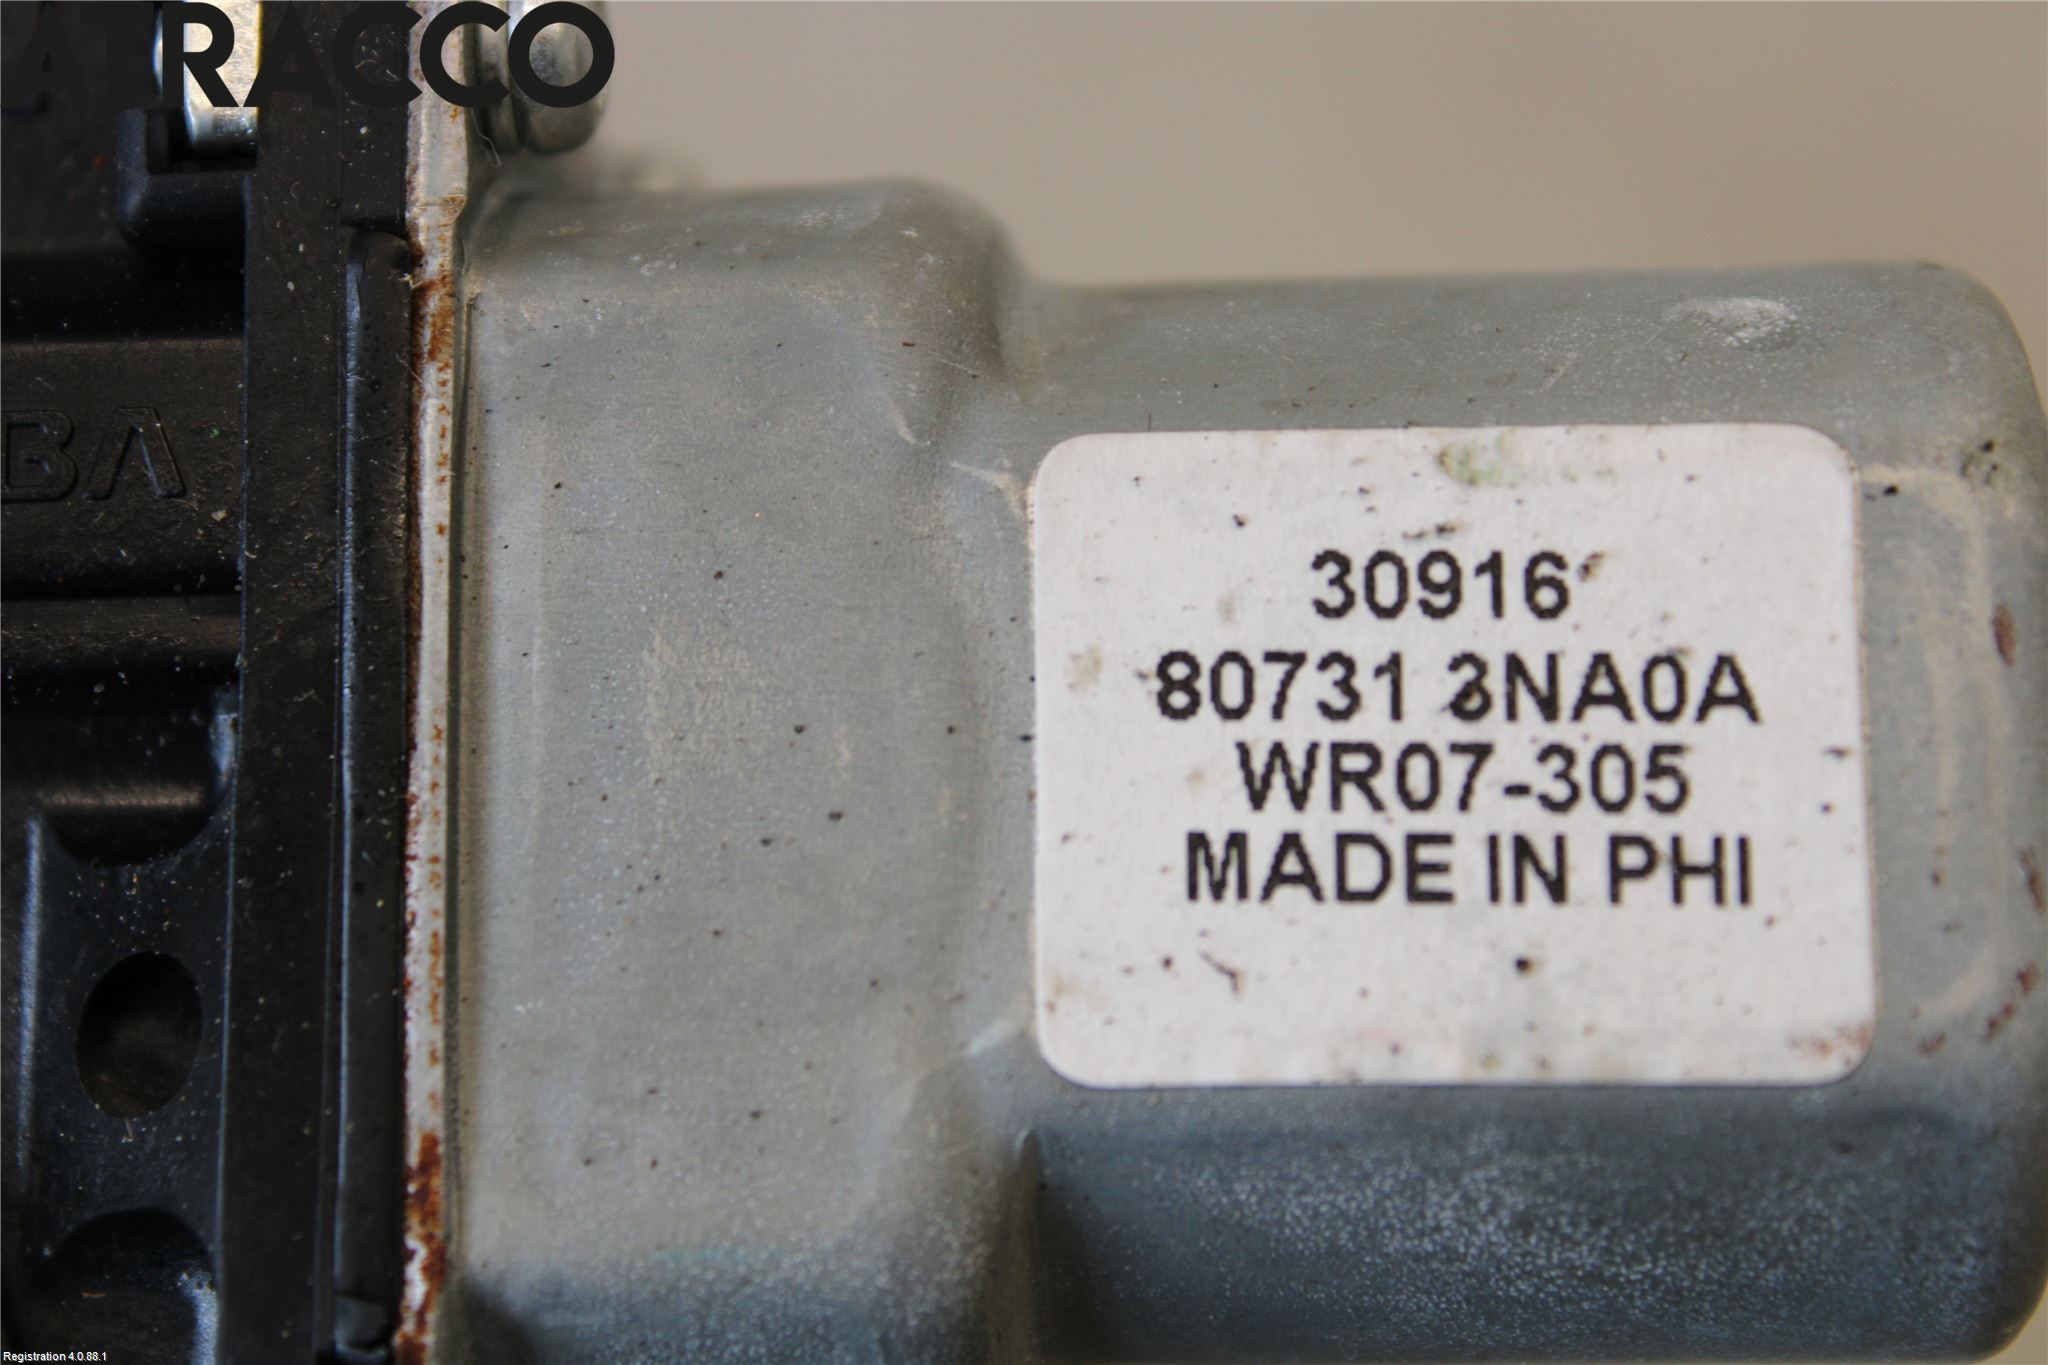 ATRACCO
BA
30916
80731 3NA0A
WR07-305
MADE IN PHI
Registration 4.0.88.1